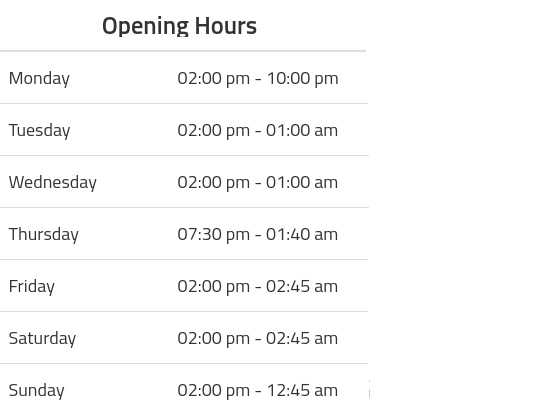 Opening Hours
Monday 02:00 pm - 10:00 pm
Tuesday 02:00 pm - 01:00 am
Wednesday 02:00 pm - 01:00 am
Thursday 07:30 pm - 01:40 am
Friday 02:00 pm - 02:45 am
Saturday 02:00 pm - 02:45 am
Sunday 02:00 pm - 12:45 am